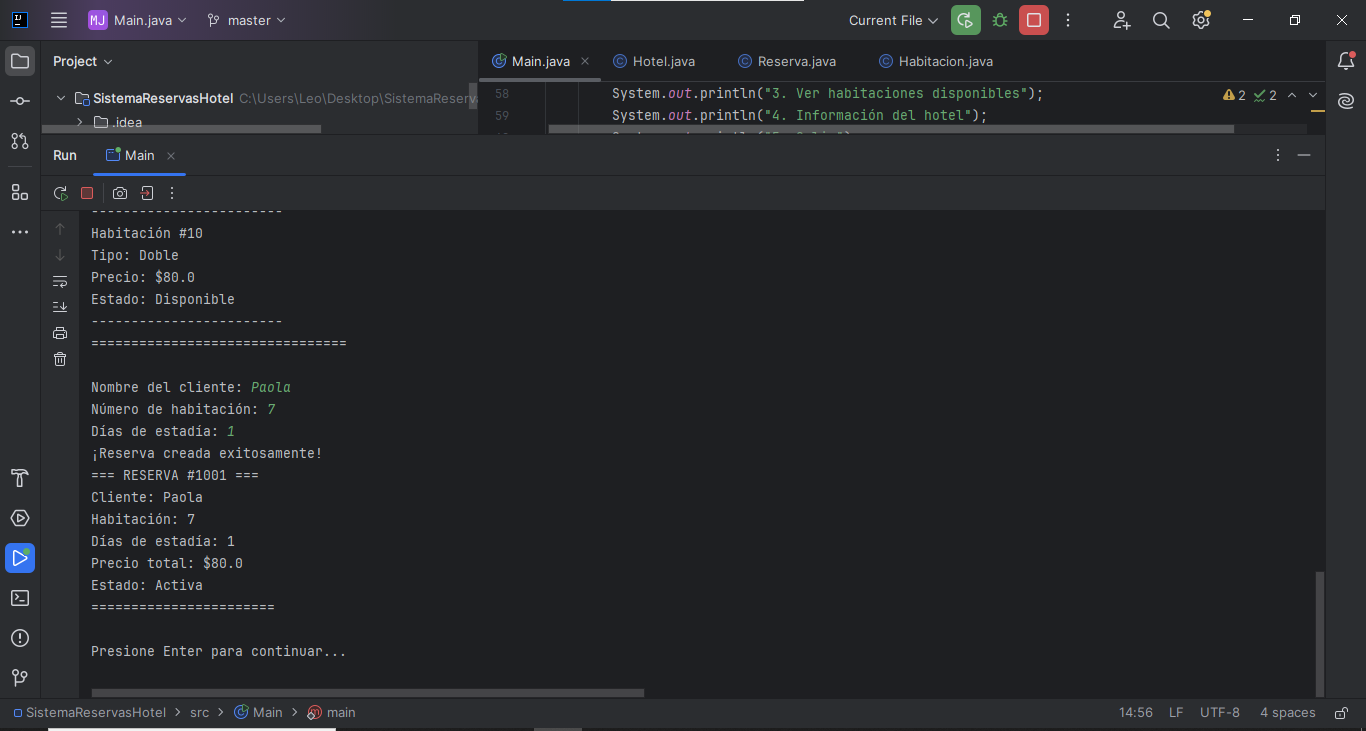 MJ Main.java master Current File
Project
Main.java Hotel.java Reserva.java Habitacion.java
SistemaReservasHotel C:\Users\Leo\Desktop\SistemaReserv
.idea
58 System.out.println("3. Ver habitaciones disponibles");
59 System.out.println("4. Información del hotel");
2 2
Run Main
Habitación #10
Tipo: Doble
Precio: $80.0
Estado: Disponible
------------------------
================================
Nombre del cliente: Paola
Número de habitación: 7
Días de estadía: 1
¡Reserva creada exitosamente!
=== RESERVA #1001 ===
Cliente: Paola
Habitación: 7
Días de estadía: 1
Precio total: $80.0
Estado: Activa
=======================
Presione Enter para continuar...
SistemaReservasHotel > src > Main > main 14:56 LF UTF-8 4 spaces